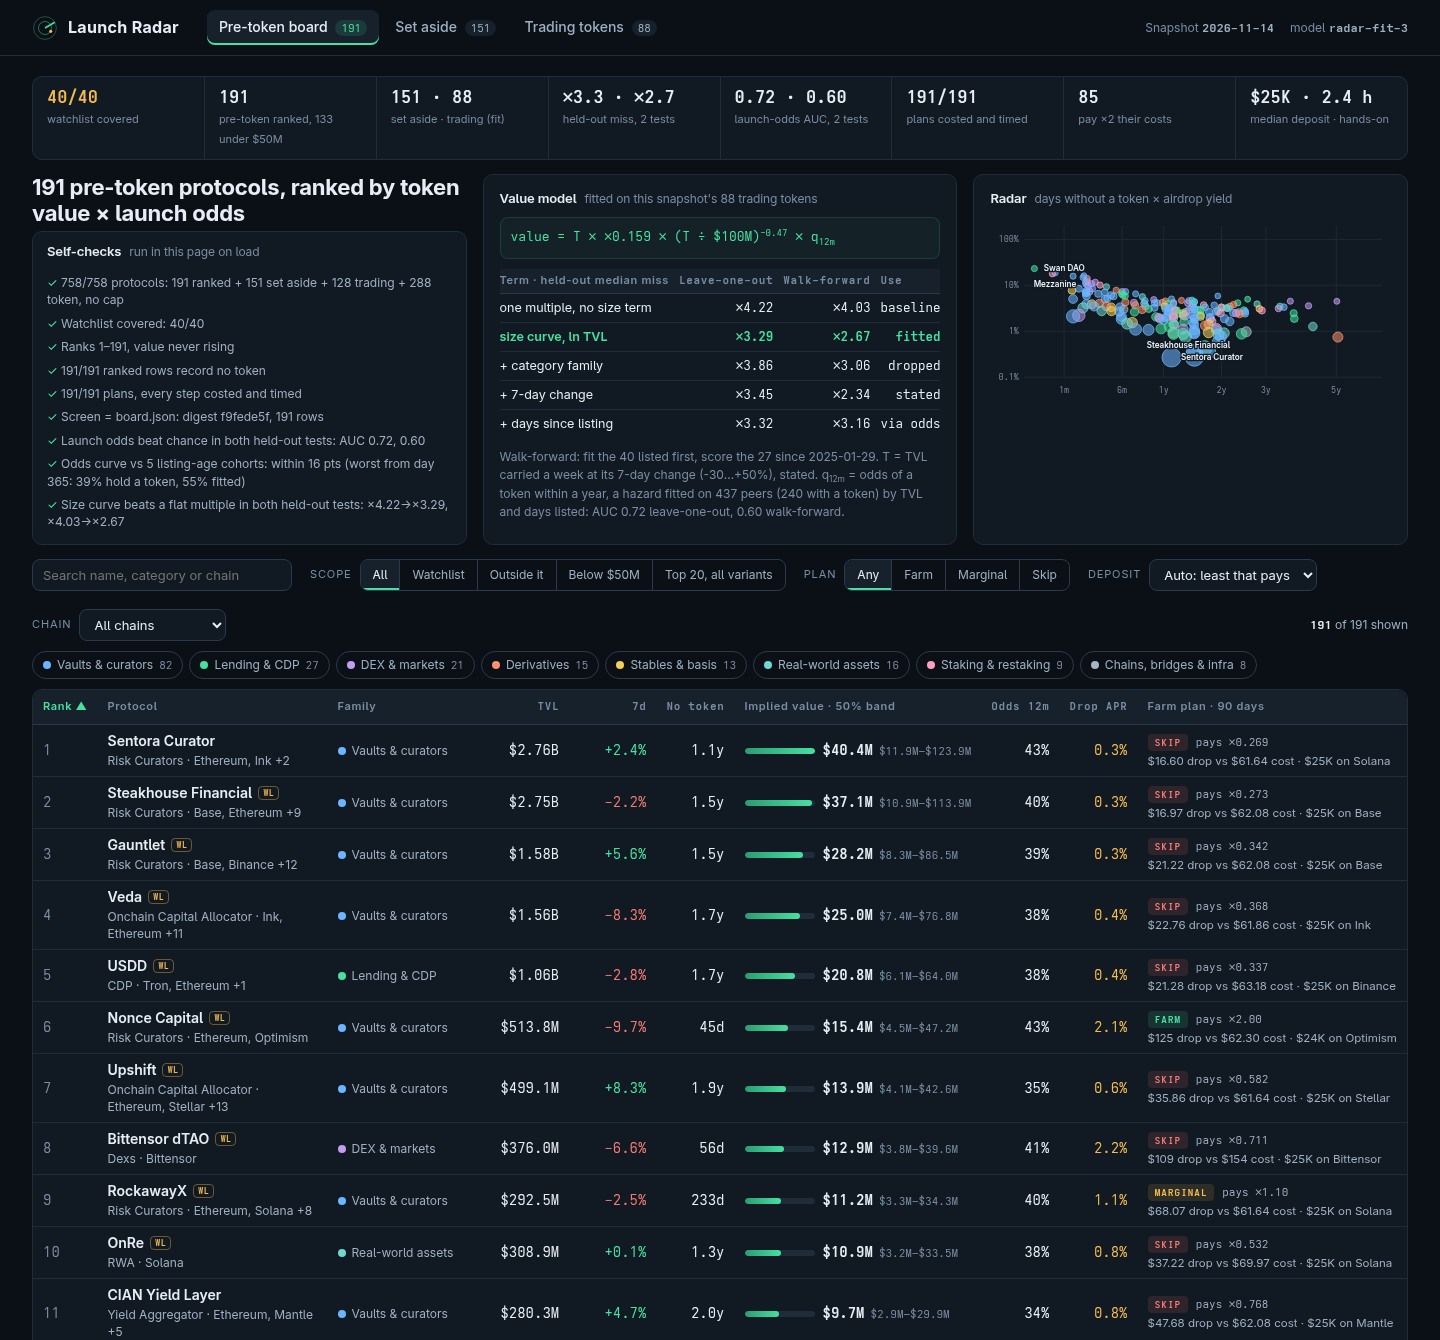 Launch Radar
Pre-token board 191
Set aside 151
Trading tokens 88
Snapshot 2026-11-14 model radar-fit-3
40/40
watchlist covered
191
pre-token ranked, 133
under $50M
151 · 88
set aside · trading (fit)
×3.3 · ×2.7
held-out miss, 2 tests
0.72 · 0.60
launch-odds AUC, 2 tests
191/191
plans costed and timed
85
pay ×2 their costs
$25K · 2.4 h
median deposit · hands-on
191 pre-token protocols, ranked by token
value × launch odds
Self-checks run in this page on load
✓ 758/758 protocols: 191 ranked + 151 set aside + 128 trading + 288
token, no cap
✓ Watchlist covered: 40/40
✓ Ranks 1–191, value never rising
✓ 191/191 ranked rows record no token
✓ 191/191 plans, every step costed and timed
✓ Screen = board.json: digest f9fede5f, 191 rows
✓ Launch odds beat chance in both held-out tests: AUC 0.72, 0.60
✓ Odds curve vs 5 listing-age cohorts: within 16 pts (worst from day
365: 39% hold a token, 55% fitted)
✓ Size curve beats a flat multiple in both held-out tests: ×4.22→×3.29,
×4.03→×2.67
Value model fitted on this snapshot's 88 trading tokens
value = T × ×0.159 × (T ÷ $100M)−0.47 × q12m
Term · held-out median miss Leave-one-out Walk-forward Use
one multiple, no size term ×4.22 ×4.03 baseline
size curve, ln TVL ×3.29 ×2.67 fitted
+ category family ×3.86 ×3.06 dropped
+ 7-day change ×3.45 ×2.34 stated
+ days since listing ×3.32 ×3.16 via odds
Walk-forward: fit the 40 listed first, score the 27 since 2025-01-29. T = TVL
carried a week at its 7-day change (-30…+50%), stated. q12m = odds of a
token within a year, a hazard fitted on 437 peers (240 with a token) by TVL
and days listed: AUC 0.72 leave-one-out, 0.60 walk-forward.
Radar days without a token × airdrop yield
100%
10%
1%
0.1%
Swan DAO
Mezzanine
Steakhouse Financial
Sentora Curator
1m 6m 1y 2y 3y 5y
Search name, category or chain
SCOPE All Watchlist Outside it Below $50M Top 20, all variants
PLAN Any Farm Marginal Skip
DEPOSIT Auto: least that pays
CHAIN All chains
191 of 191 shown
Vaults & curators 82
Lending & CDP 27
DEX & markets 21
Derivatives 15
Stables & basis 13
Real-world assets 16
Staking & restaking 9
Chains, bridges & infra 8
Rank ▲ Protocol Family TVL 7d No token Implied value · 50% band Odds 12m Drop APR Farm plan · 90 days
1 Sentora Curator
Risk Curators · Ethereum, Ink +2
Vaults & curators $2.76B +2.4% 1.1y $40.4M $11.9M–$123.9M 43% 0.3%
SKIP pays ×0.269
$16.60 drop vs $61.64 cost · $25K on Solana
2 Steakhouse Financial WL
Risk Curators · Base, Ethereum +9
Vaults & curators $2.75B −2.2% 1.5y $37.1M $10.9M–$113.9M 40% 0.3%
SKIP pays ×0.273
$16.97 drop vs $62.08 cost · $25K on Base
3 Gauntlet WL
Risk Curators · Base, Binance +12
Vaults & curators $1.58B +5.6% 1.5y $28.2M $8.3M–$86.5M 39% 0.3%
SKIP pays ×0.342
$21.22 drop vs $62.08 cost · $25K on Base
4 Veda WL
Onchain Capital Allocator · Ink,
Ethereum +11
Vaults & curators $1.56B −8.3% 1.7y $25.0M $7.4M–$76.8M 38% 0.4%
SKIP pays ×0.368
$22.76 drop vs $61.86 cost · $25K on Ink
5 USDD WL
CDP · Tron, Ethereum +1
Lending & CDP $1.06B −2.8% 1.7y $20.8M $6.1M–$64.0M 38% 0.4%
SKIP pays ×0.337
$21.28 drop vs $63.18 cost · $25K on Binance
6 Nonce Capital WL
Risk Curators · Ethereum, Optimism
Vaults & curators $513.8M −9.7% 45d $15.4M $4.5M–$47.2M 43% 2.1%
FARM pays ×2.00
$125 drop vs $62.30 cost · $24K on Optimism
7 Upshift WL
Onchain Capital Allocator ·
Ethereum, Stellar +13
Vaults & curators $499.1M +8.3% 1.9y $13.9M $4.1M–$42.6M 35% 0.6%
SKIP pays ×0.582
$35.86 drop vs $61.64 cost · $25K on Stellar
8 Bittensor dTAO WL
Dexs · Bittensor
DEX & markets $376.0M −6.6% 56d $12.9M $3.8M–$39.6M 41% 2.2%
SKIP pays ×0.711
$109 drop vs $154 cost · $25K on Bittensor
9 RockawayX WL
Risk Curators · Ethereum, Solana +8
Vaults & curators $292.5M −2.5% 233d $11.2M $3.3M–$34.3M 40% 1.1%
MARGINAL pays ×1.10
$68.07 drop vs $61.64 cost · $25K on Solana
10 OnRe WL
RWA · Solana
Real-world assets $308.9M +0.1% 1.3y $10.9M $3.2M–$33.5M 38% 0.8%
SKIP pays ×0.532
$37.22 drop vs $69.97 cost · $25K on Solana
11 CIAN Yield Layer
Yield Aggregator · Ethereum, Mantle
+5
Vaults & curators $280.3M +4.7% 2.0y $9.7M $2.9M–$29.9M 34% 0.8%
SKIP pays ×0.768
$47.68 drop vs $62.08 cost · $25K on Mantle